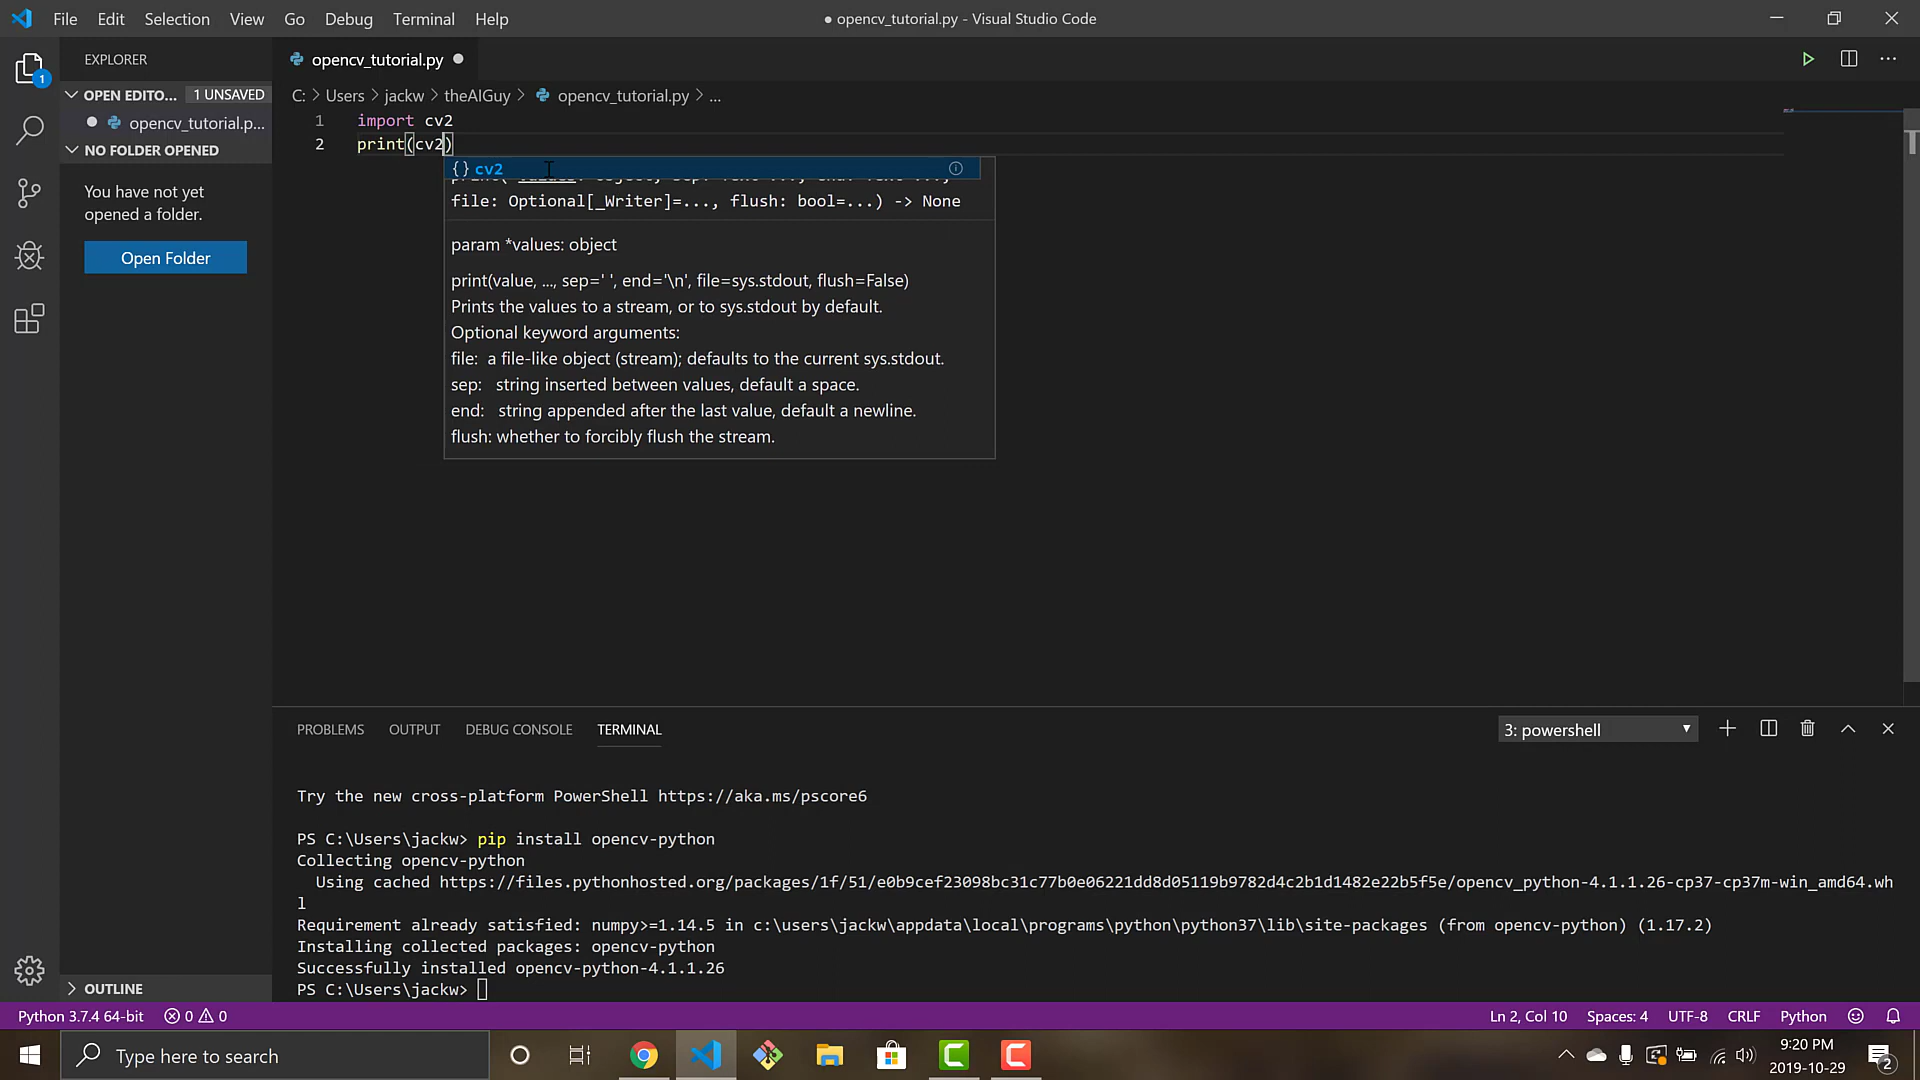 File Edit Selection View Go Debug Terminal Help
● opencv_tutorial.py - Visual Studio Code
EXPLORER
OPEN EDITO... 1 UNSAVED
opencv_tutorial.p...
NO FOLDER OPENED
You have not yet
opened a folder.
Open Folder
OUTLINE
1
opencv_tutorial.py
C: > Users > jackw > theAIGuy > opencv_tutorial.py > ...
1 import cv2
2 print(cv2)
{} cv2
file: Optional[_Writer]=..., flush: bool=...) -> None
param *values: object
print(value, ..., sep=' ', end='\n', file=sys.stdout, flush=False)
Prints the values to a stream, or to sys.stdout by default.
Optional keyword arguments:
file: a file-like object (stream); defaults to the current sys.stdout.
sep: string inserted between values, default a space.
end: string appended after the last value, default a newline.
flush: whether to forcibly flush the stream.
PROBLEMS OUTPUT DEBUG CONSOLE TERMINAL
3: powershell
Try the new cross-platform PowerShell https://aka.ms/pscore6
PS C:\Users\jackw> pip install opencv-python
Collecting opencv-python
Using cached https://files.pythonhosted.org/packages/1f/51/e0b9cef23098bc31c77b0e06221dd8d05119b9782d4c2b1d1482e22b5f5e/opencv_python-4.1.1.26-cp37-cp37m-win_amd64.wh
l
Requirement already satisfied: numpy>=1.14.5 in c:\users\jackw\appdata\local\programs\python\python37\lib\site-packages (from opencv-python) (1.17.2)
Installing collected packages: opencv-python
Successfully installed opencv-python-4.1.1.26
PS C:\Users\jackw>
Python 3.7.4 64-bit 0 0
Ln 2, Col 10 Spaces: 4 UTF-8 CRLF Python
Type here to search
9:20 PM
2019-10-29
2